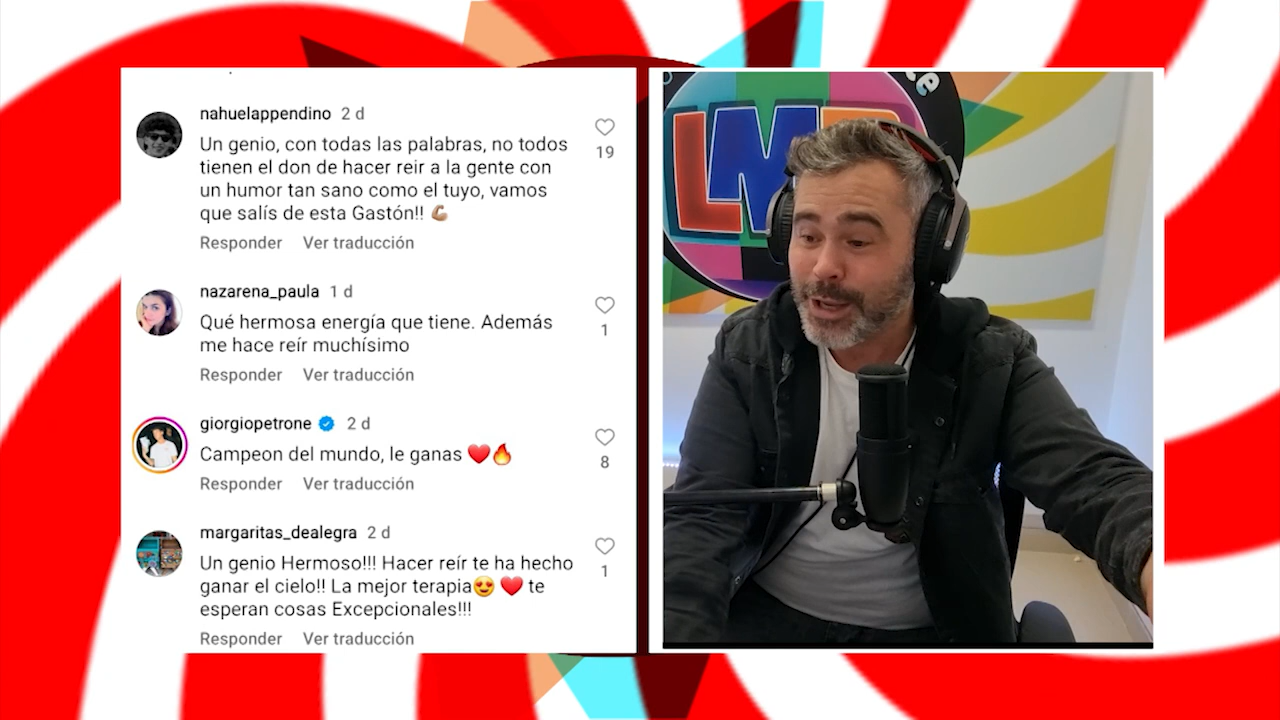 nahuelappendino 2 d
Un genio, con todas las palabras, no todos
tienen el don de hacer reir a la gente con
un humor tan sano como el tuyo, vamos
que salís de esta Gastón!! 💪🏽
19
Responder Ver traducción
nazarena_paula 1 d
Qué hermosa energía que tiene. Además
me hace reír muchísimo
1
Responder Ver traducción
giorgiopetrone 2 d
Campeon del mundo, le ganas ❤️🔥
8
Responder Ver traducción
margaritas_dealegra 2 d
Un genio Hermoso!!! Hacer reír te ha hecho
ganar el cielo!! La mejor terapia😍 ❤️ te
esperan cosas Excepcionales!!!
1
Responder Ver traducción